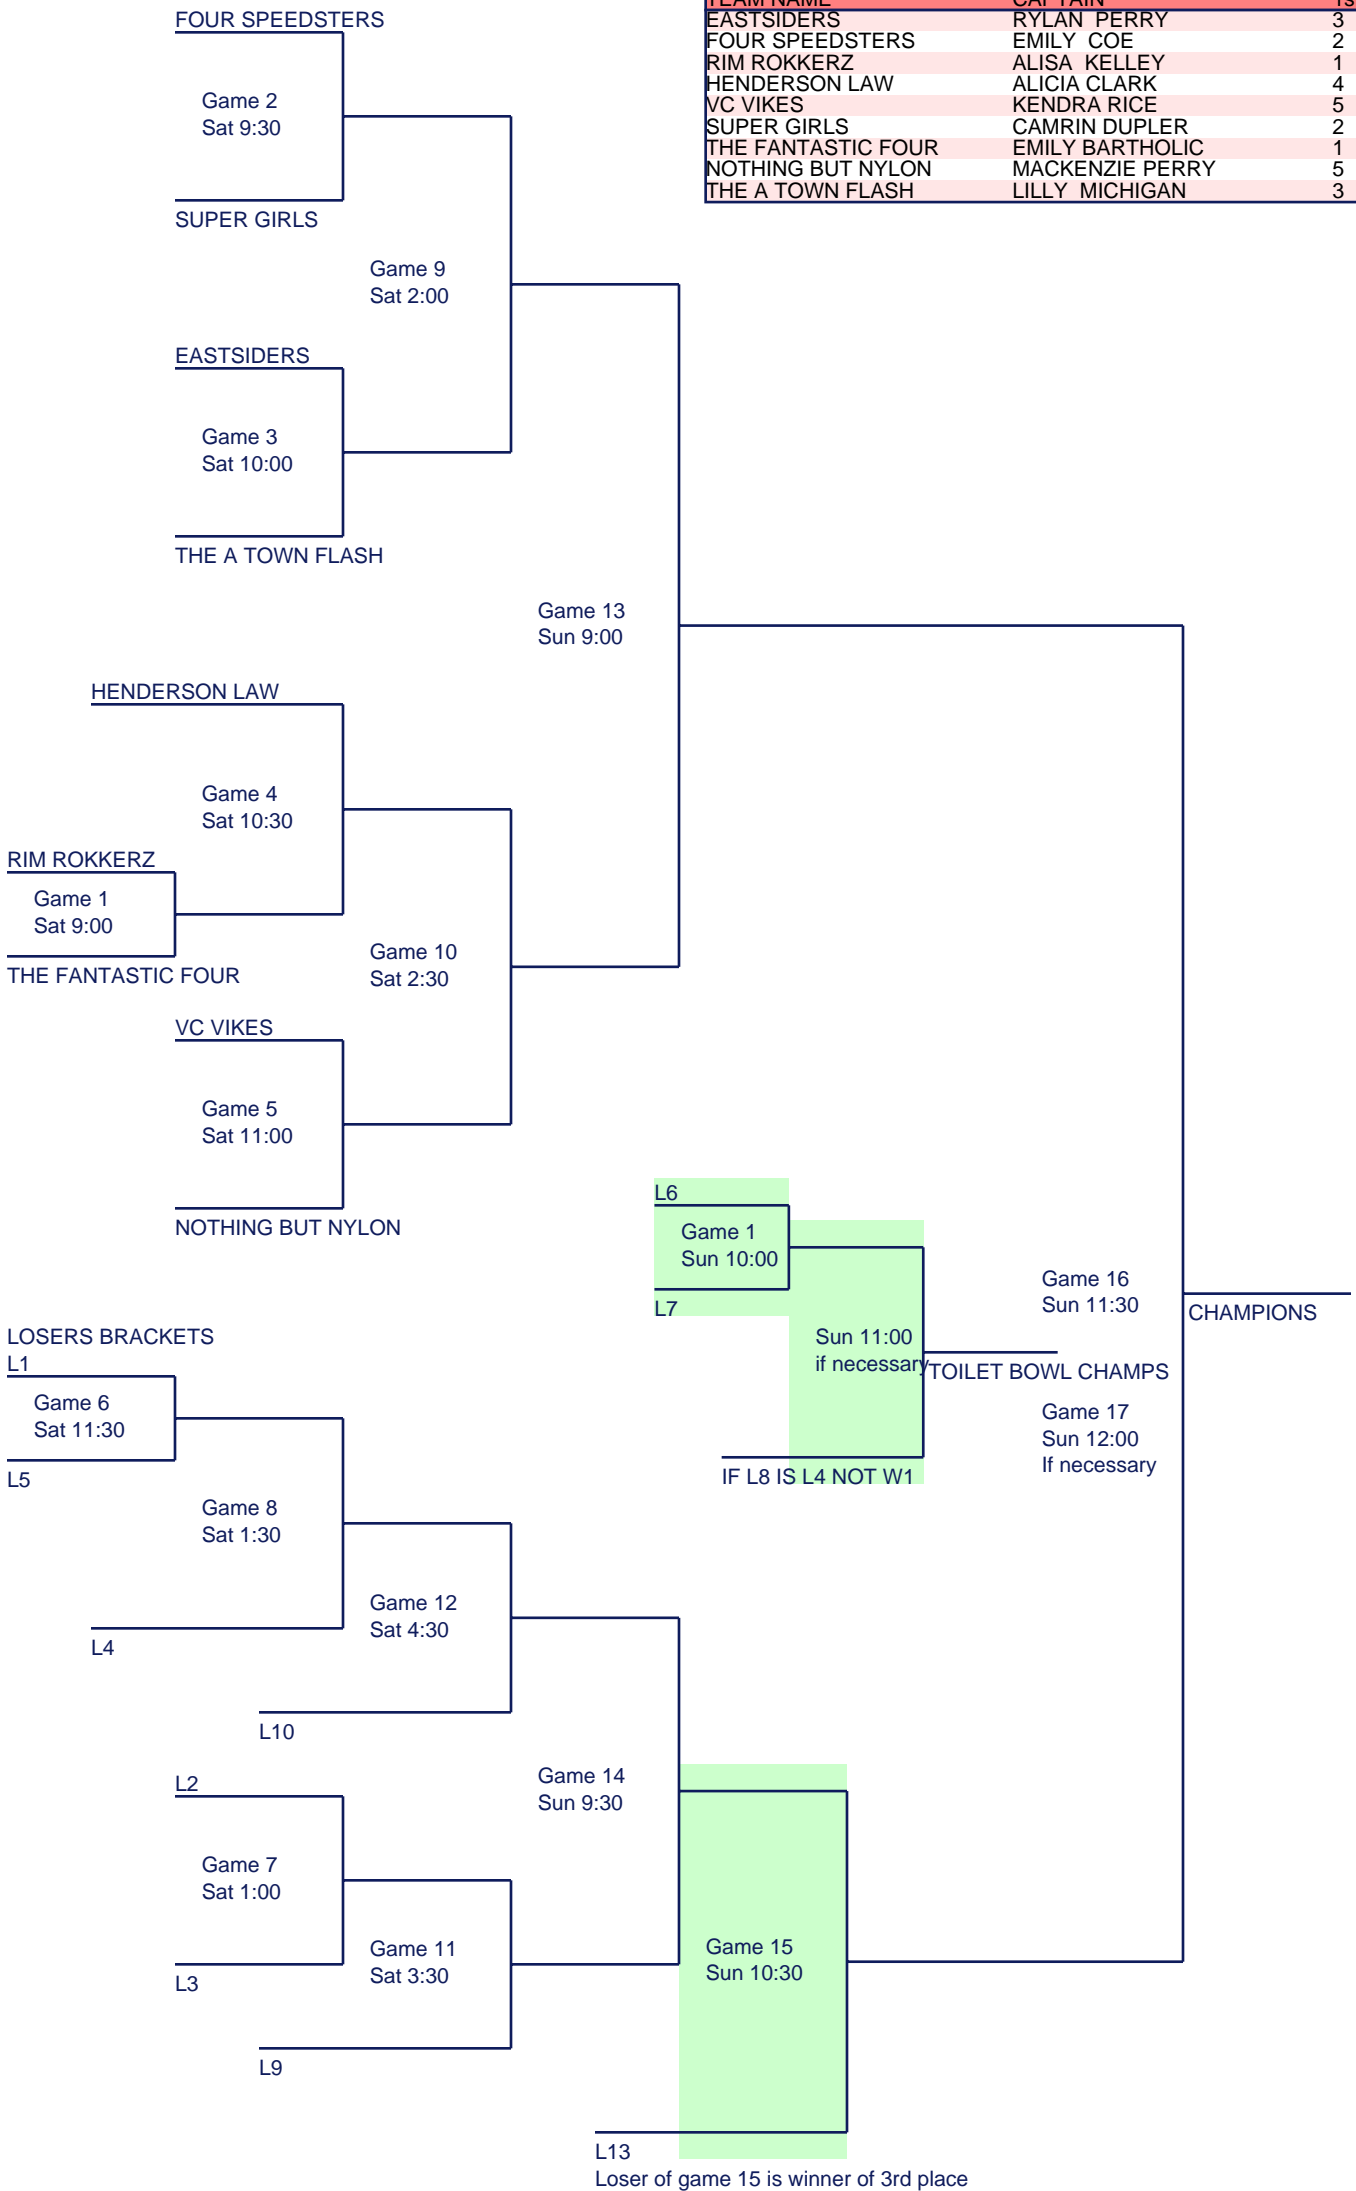 TEAM NAME CAPTAIN
EASTSIDERS RYLAN PERRY 3
FOUR SPEEDSTERS EMILY COE 2
RIM ROKKERZ ALISA KELLEY 1
HENDERSON LAW ALICIA CLARK 4
VC VIKES KENDRA RICE 5
SUPER GIRLS CAMRIN DUPLER 2
THE FANTASTIC FOUR EMILY BARTHOLIC 1
NOTHING BUT NYLON MACKENZIE PERRY 5
THE A TOWN FLASH LILLY MICHIGAN 3
FOUR SPEEDSTERS
Game 2
Sat 9:30
SUPER GIRLS
Game 9
Sat 2:00
EASTSIDERS
Game 3
Sat 10:00
THE A TOWN FLASH
Game 13
Sun 9:00
HENDERSON LAW
Game 4
Sat 10:30
RIM ROKKERZ
Game 1
Sat 9:00
THE FANTASTIC FOUR
Game 10
Sat 2:30
VC VIKES
Game 5
Sat 11:00
NOTHING BUT NYLON
L6
Game 1
Sun 10:00
L7
Sun 11:00
if necessary
TOILET BOWL CHAMPS
IF L8 IS L4 NOT W1
Game 16
Sun 11:30
CHAMPIONS
Game 17
Sun 12:00
If necessary
LOSERS BRACKETS
L1
Game 6
Sat 11:30
L5
Game 8
Sat 1:30
L4
Game 12
Sat 4:30
L10
L2
Game 14
Sun 9:30
Game 7
Sat 1:00
L3
Game 11
Sat 3:30
L9
Game 15
Sun 10:30
L13
Loser of game 15 is winner of 3rd place